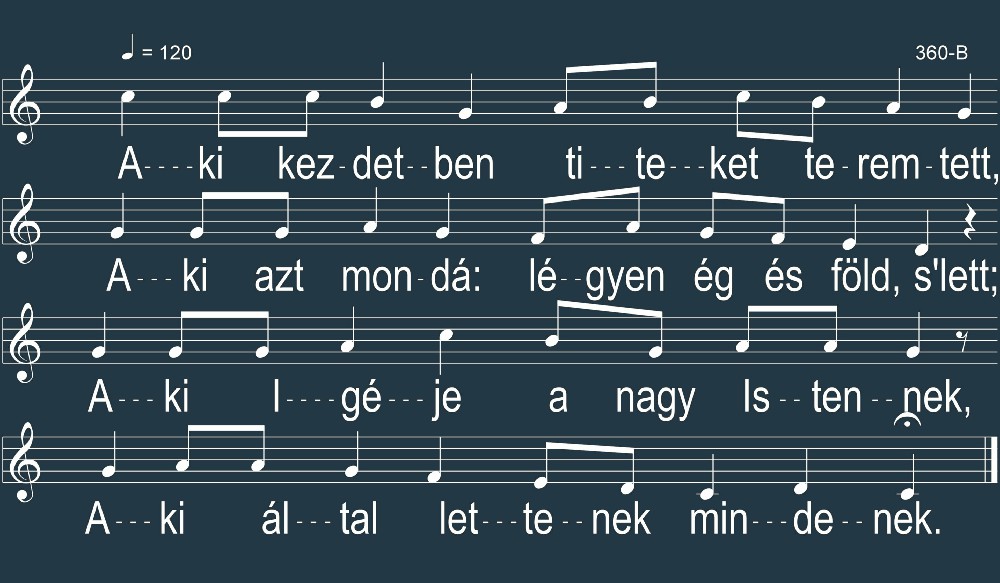 = 120 360-B
A----ki kez-det--ben ti---te---ket te-rem-tett,
A---ki azt mon-dá: lé--gyen ég és föld, s'lett;
A---ki I----gé---je a nagy Is--ten--nek,
A---ki ál---tal let---te---nek min---de--nek.